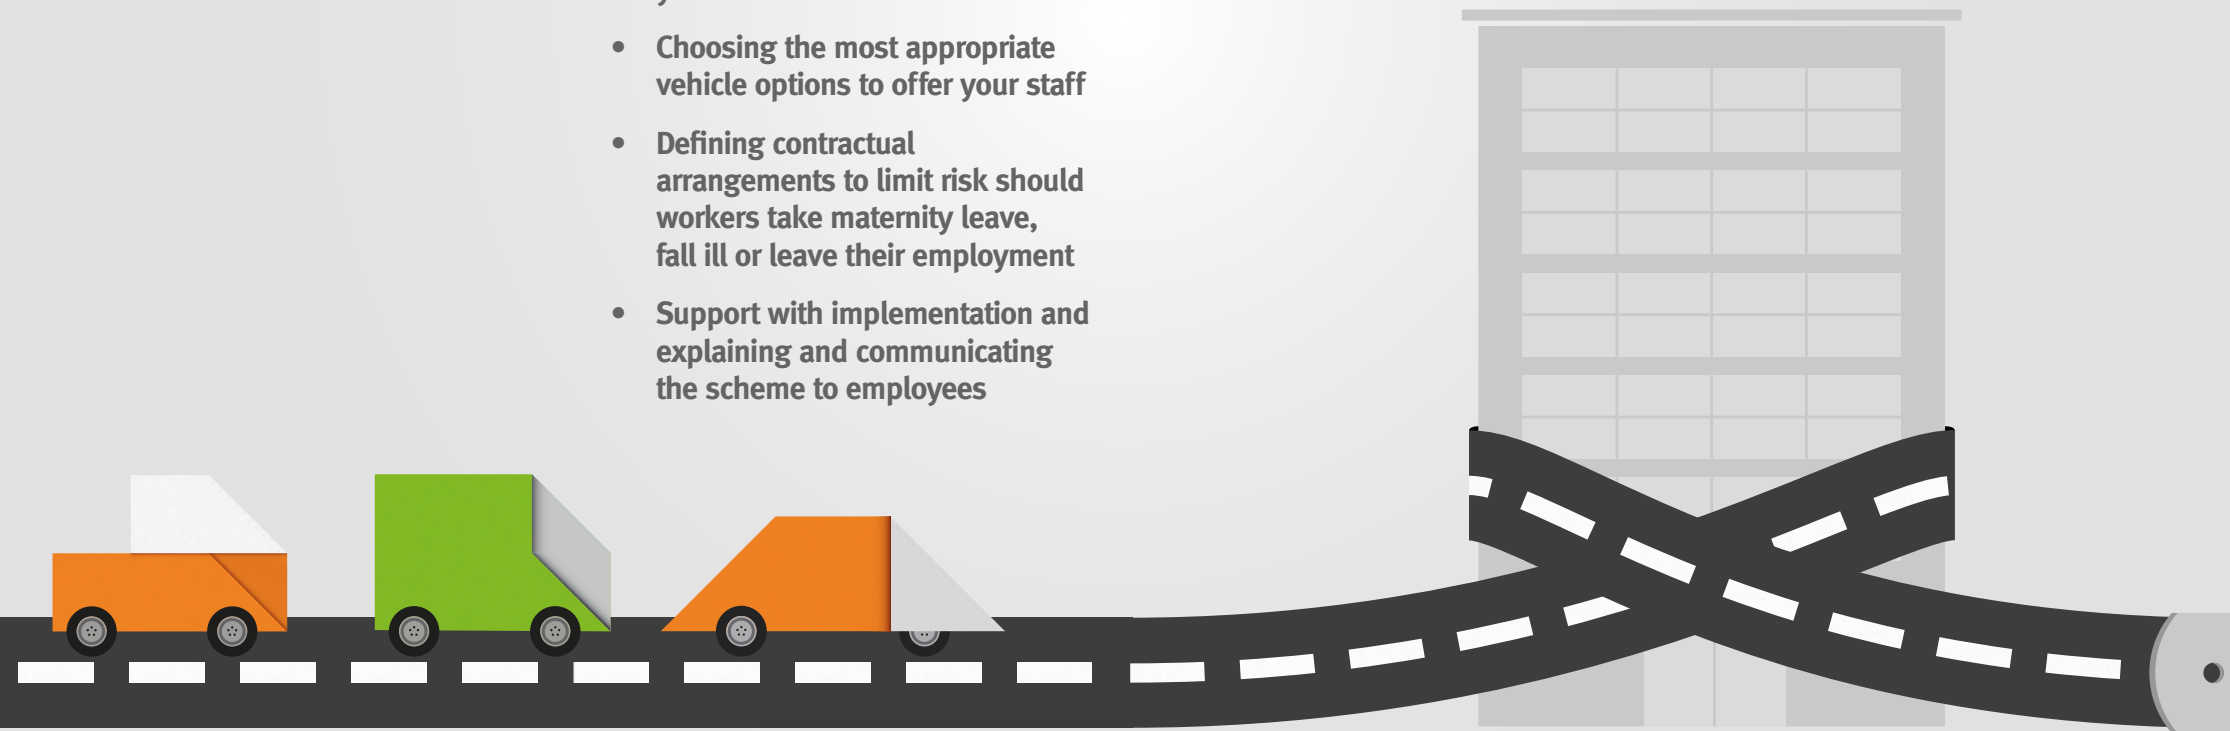 • Choosing the most appropriate
vehicle options to offer your staff
• Defining contractual
arrangements to limit risk should
workers take maternity leave,
fall ill or leave their employment
• Support with implementation and
explaining and communicating
the scheme to employees